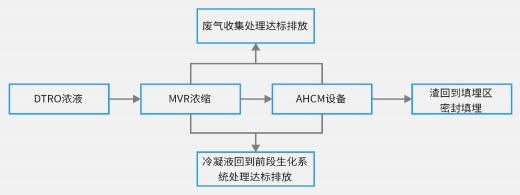 废气收集处理达标排放
DTRO浓液
MVR浓缩
AHCM设备
渣回到填埋区
密封填埋
冷凝液回到前段生化系
统处理达标排放